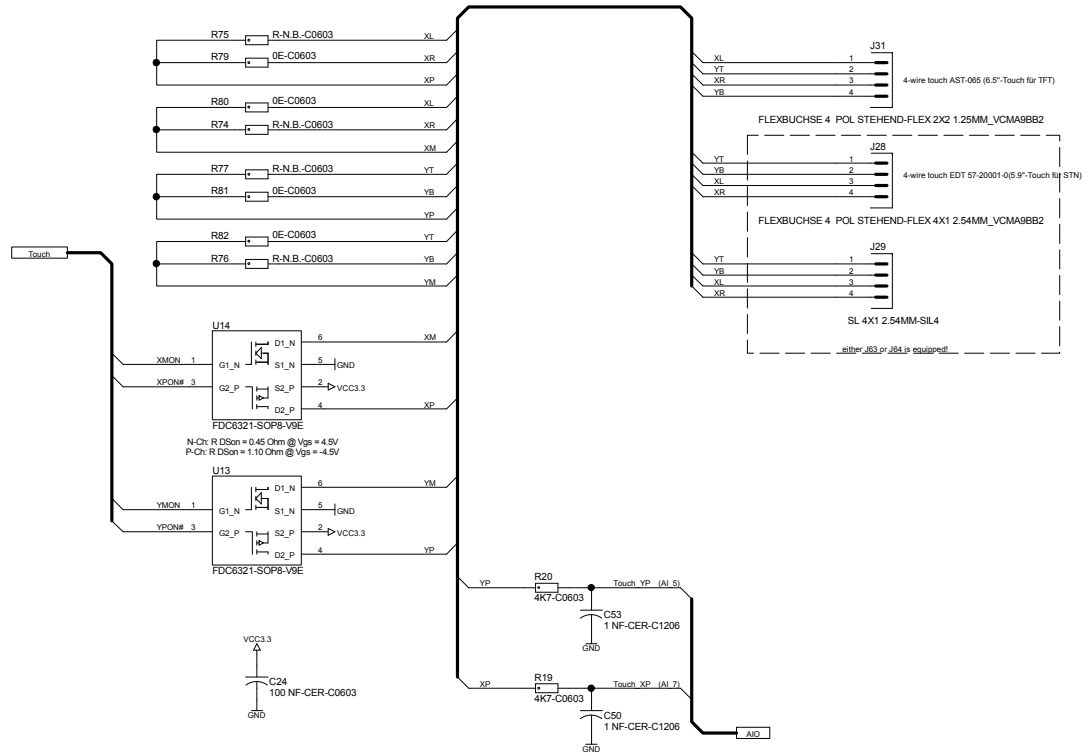 R75 R-N.B.-C0603 XL
R79 0E-C0603 XR
XP
R80 0E-C0603 XL
R74 R-N.B.-C0603 XR
XM
R77 R-N.B.-C0603 YT
R81 0E-C0603 YB
YP
R82 0E-C0603 YT
R76 R-N.B.-C0603 YB
YM
Touch
U14
XMON 1 G1_N D1_N 6 XM
S1_N 5 GND
XPON# 3 G2_P S2_P 2 VCC3.3
D2_P 4 XP
FDC6321-SOP8-V9E
N-Ch: R DSon = 0.45 Ohm @ Vgs = 4.5V
P-Ch: R DSon = 1.10 Ohm @ Vgs = -4.5V
U13
YMON 1 G1_N D1_N 6 YM
S1_N 5 GND
YPON# 3 G2_P S2_P 2 VCC3.3
D2_P 4 YP
FDC6321-SOP8-V9E
VCC3.3
C24
100 NF-CER-C0603
GND
J31
XL 1
YT 2
XR 3
YB 4
4-wire touch AST-065 (6.5"-Touch für TFT)
FLEXBUCHSE 4 POL STEHEND-FLEX 2X2 1.25MM_VCMA9BB2
J28
YT 1
YB 2
XL 3
XR 4
4-wire touch EDT 57-20001-0(5.9"-Touch für STN)
FLEXBUCHSE 4 POL STEHEND-FLEX 4X1 2.54MM_VCMA9BB2
J29
YT 1
YB 2
XL 3
XR 4
SL 4X1 2.54MM-SIL4
either J63 or J64 is equipped!
YP R20 Touch_YP (AI_5)
4K7-C0603
C53
1 NF-CER-C1206
GND
XP R19 Touch_XP (AI_7)
4K7-C0603
C50
1 NF-CER-C1206
GND
AIO